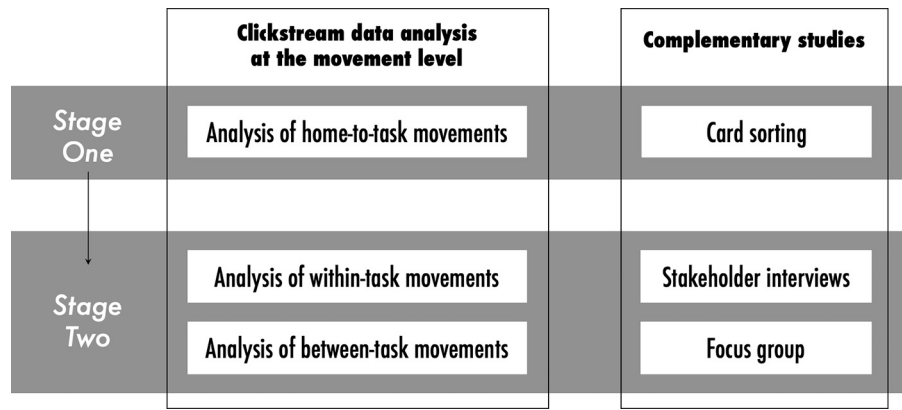 Clickstream data analysis
at the movement level
Complementary studies
Stage
One
Analysis of home-to-task movements
Card sorting
Stage
Two
Analysis of within-task movements
Stakeholder interviews
Analysis of between-task movements
Focus group